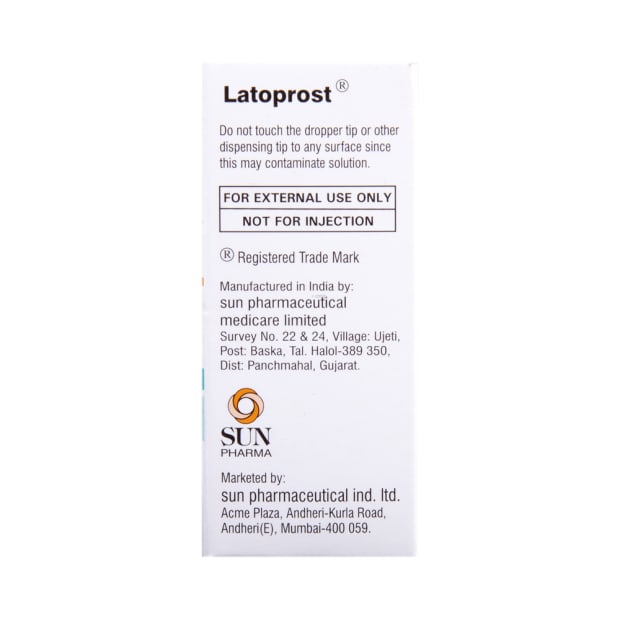 Latoprost®
Do not touch the dropper tip or other
dispensing tip to any surface since
this may contaminate solution.
FOR EXTERNAL USE ONLY
NOT FOR INJECTION
® Registered Trade Mark
Manufactured in India by:
sun pharmaceutical
medicare limited
Survey No. 22 & 24, Village: Ujeti,
Post: Baska, Tal. Halol-389 350,
Dist: Panchmahal, Gujarat.
SUN
PHARMA
Marketed by:
sun pharmaceutical ind. ltd.
Acme Plaza, Andheri-Kurla Road,
Andheri(E), Mumbai-400 059.